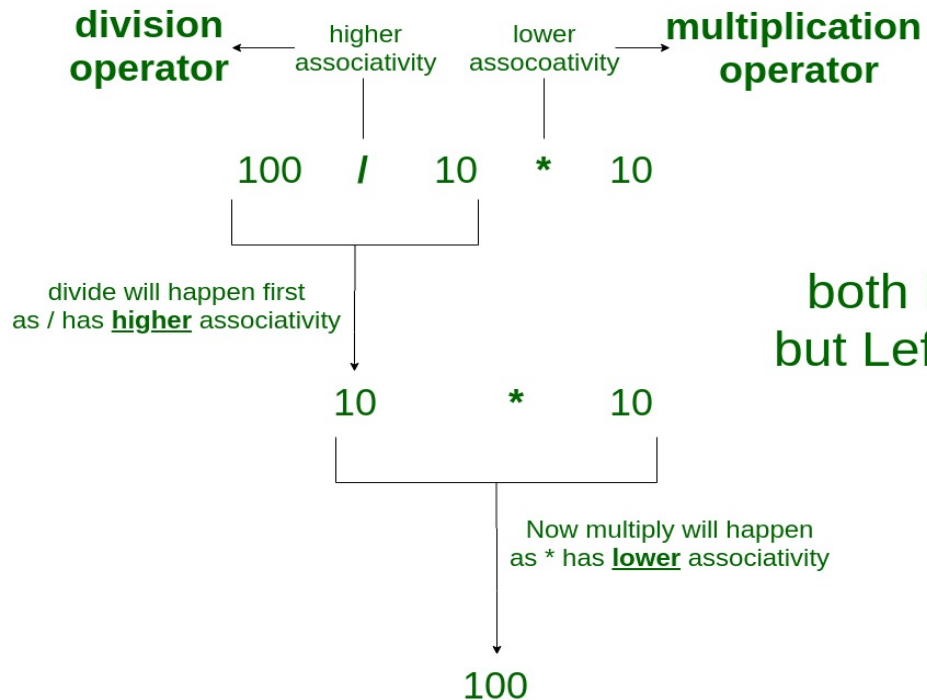 division
operator
higher
associativity
lower
assocoativity
multiplication
operator
100 / 10 * 10
divide will happen first
as / has higher associativity
both
but
10 * 10
Now multiply will happen
as * has lower associativity
100